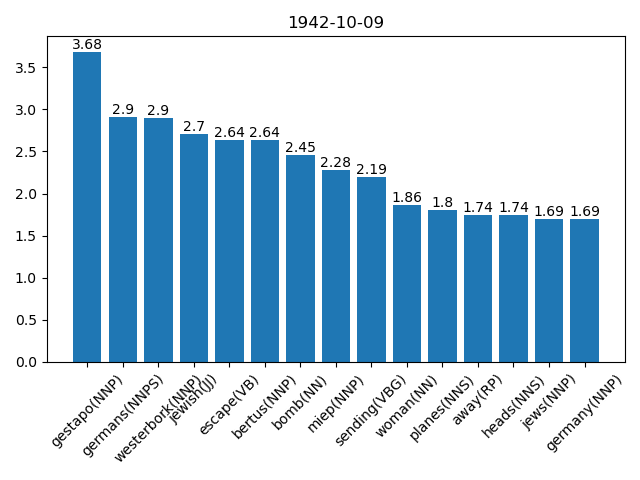 1942-10-09
3.68
2.9
2.9
2.7
2.64
2.64
2.45
2.28
2.19
1.86
1.8
1.74
1.74
1.69
1.69
3.5
3.0
2.5
2.0
1.5
1.0
0.5
0.0
gestapo(NNP)
germans(NNPS)
westerbork(NNP)
jewish(JJ)
escape(VB)
bertus(NNP)
bomb(NN)
miep(NNP)
sending(VBG)
woman(NN)
planes(NNS)
away(RP)
heads(NNS)
jews(NNP)
germany(NNP)